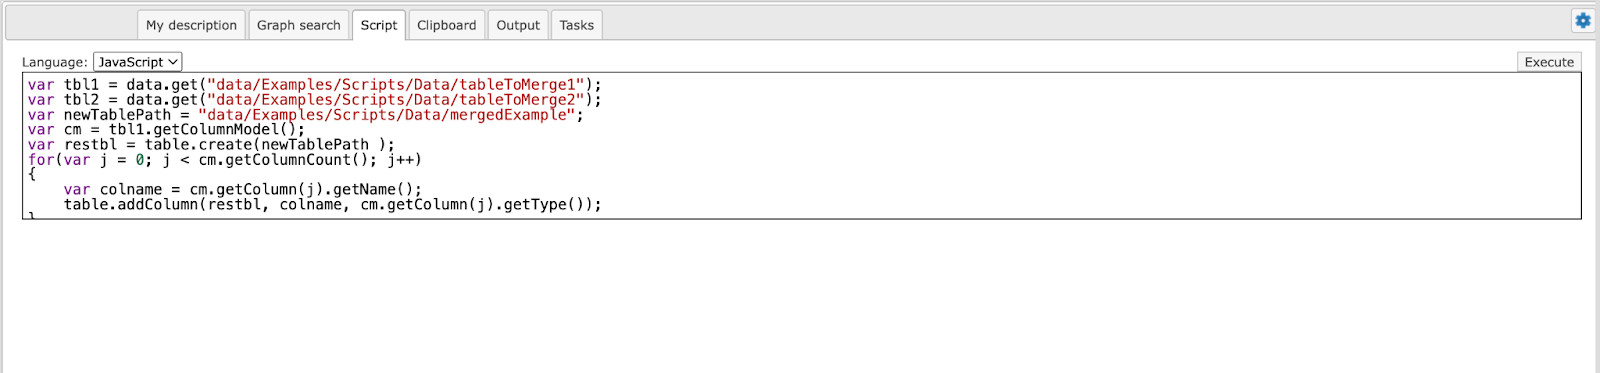 My description Graph search Script Clipboard Output Tasks
Language: JavaScript Execute
var tbl1 = data.get("data/Examples/Scripts/Data/tableToMerge1");
var tbl2 = data.get("data/Examples/Scripts/Data/tableToMerge2");
var newTablePath = "data/Examples/Scripts/Data/mergedExample";
var cm = tbl1.getColumnModel();
var restbl = table.create(newTablePath );
for(var j = 0; j < cm.getColumnCount(); j++)
{
    var colname = cm.getColumn(j).getName();
    table.addColumn(restbl, colname, cm.getColumn(j).getType());
}